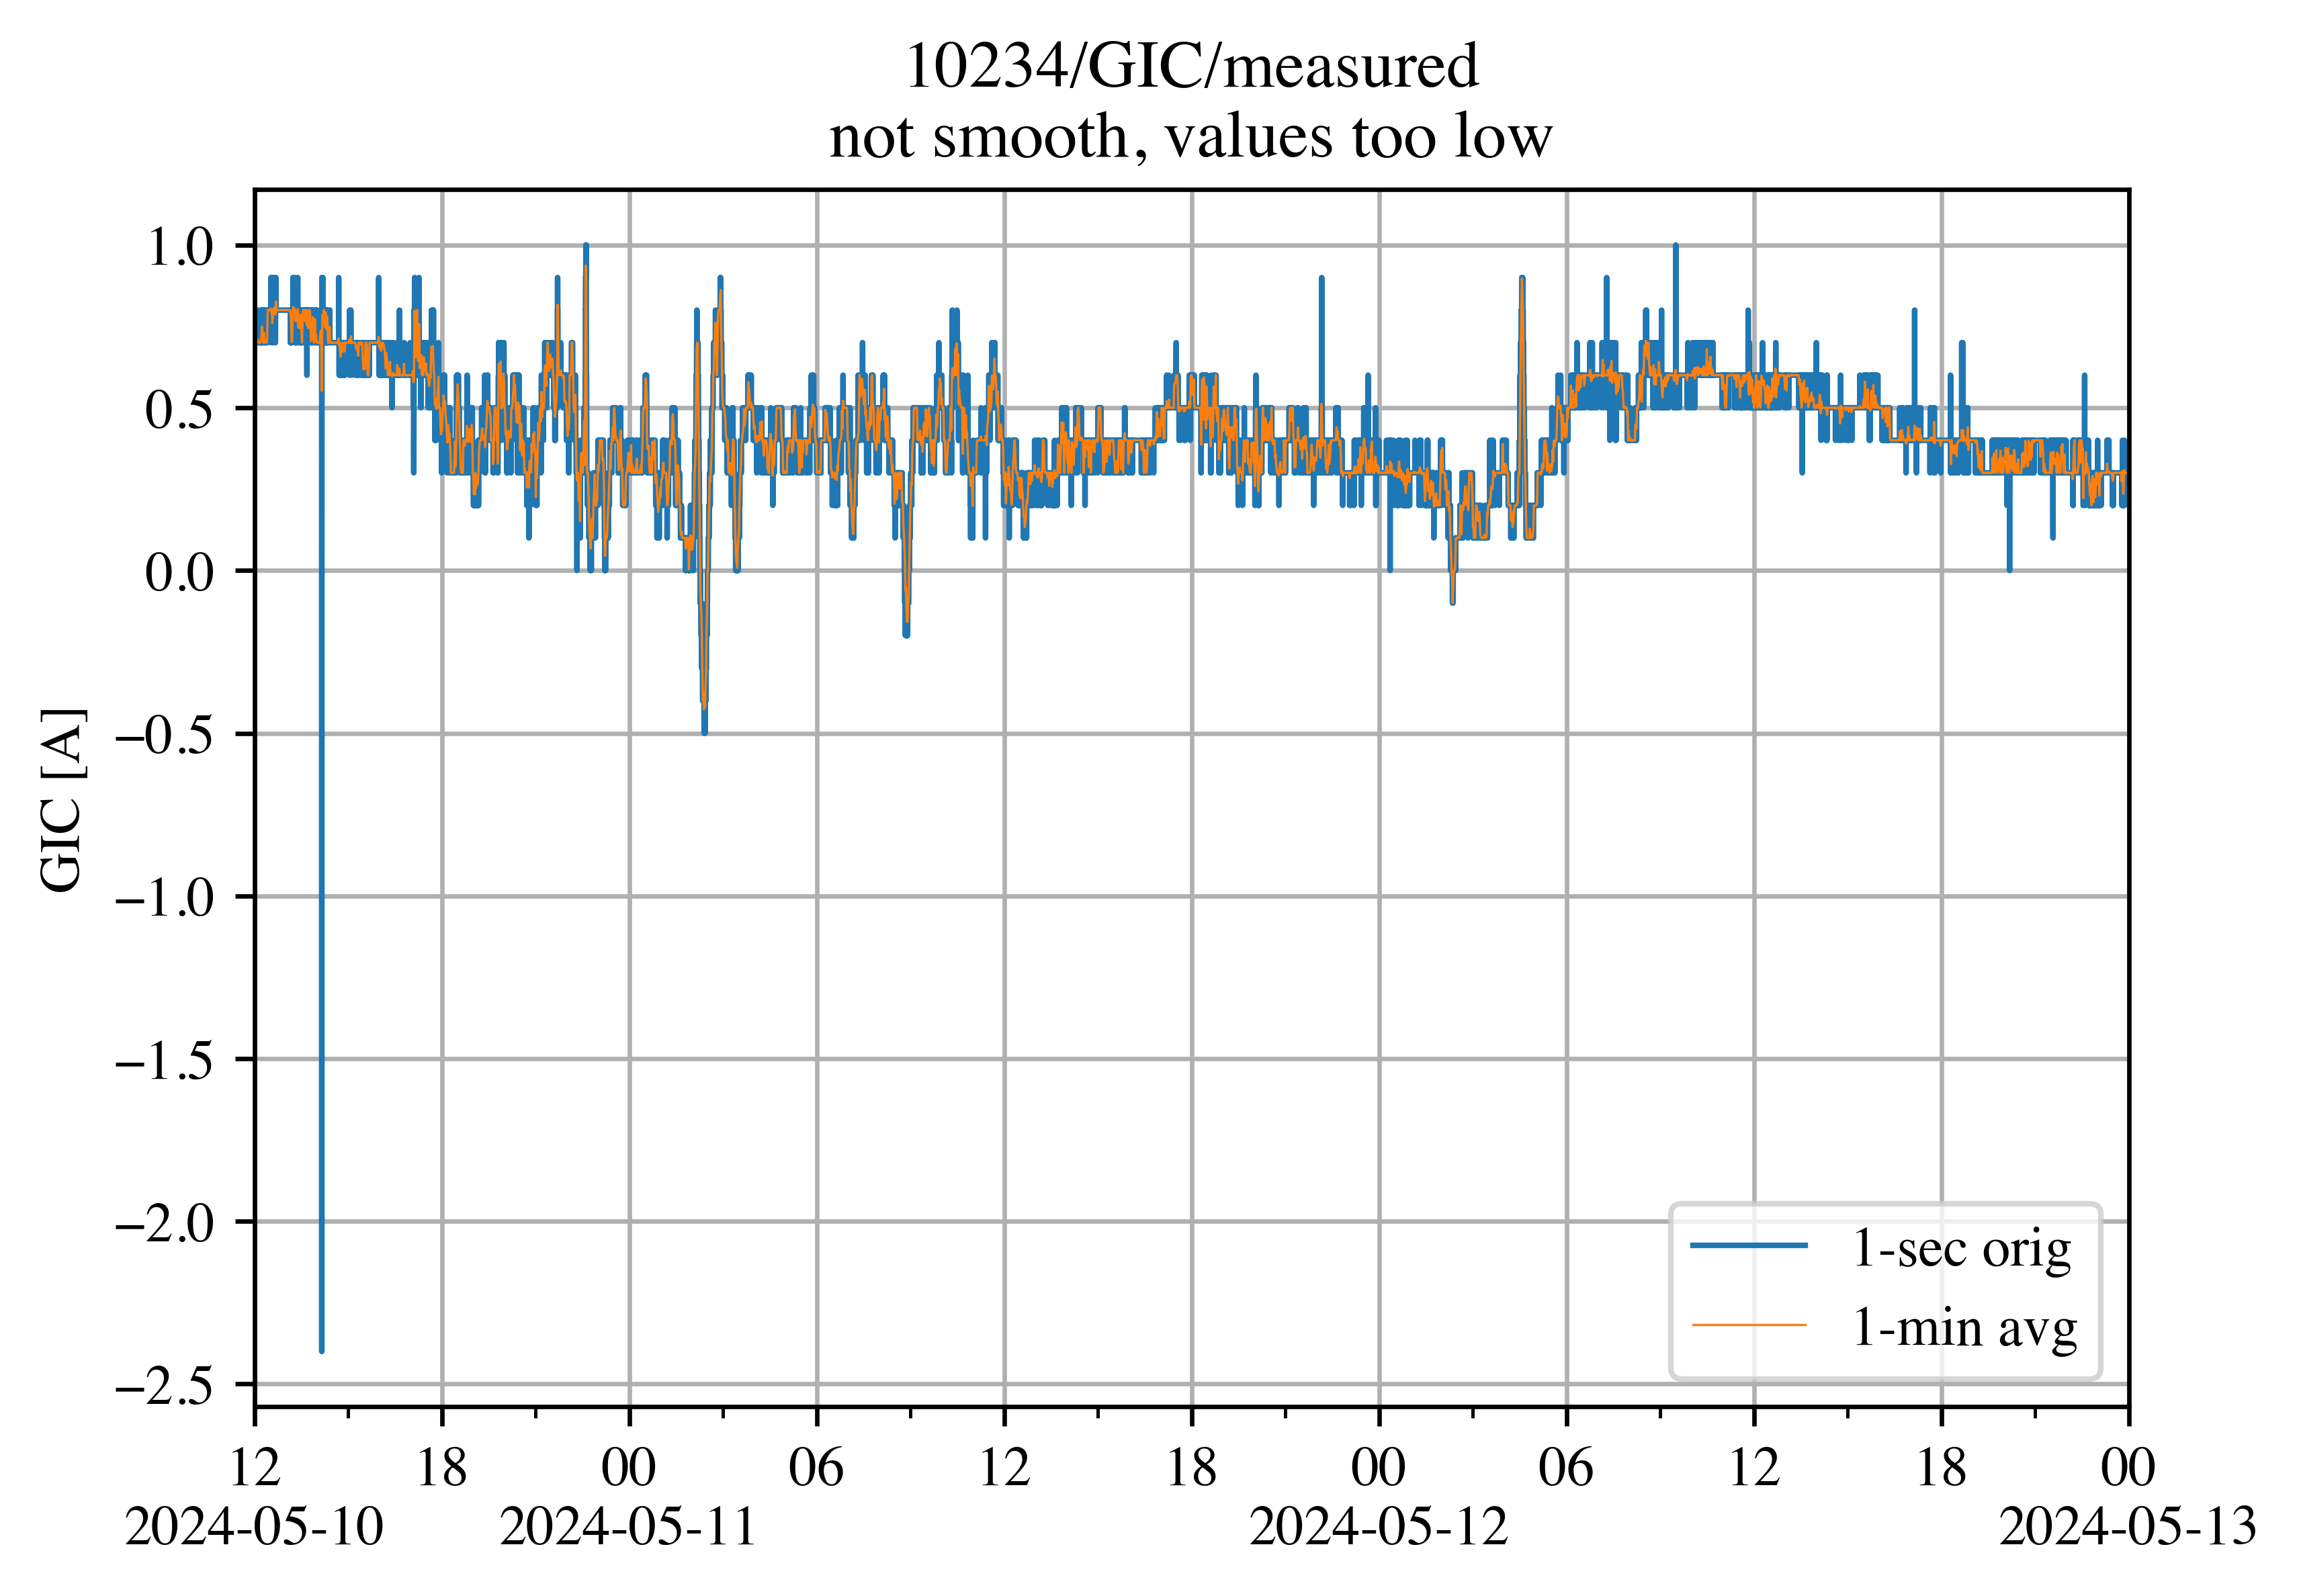 10234/GIC/measured
not smooth, values too low
GIC [A]
1.0
0.5
0.0
−0.5
−1.0
−1.5
−2.0
−2.5
1-sec orig
1-min avg
12 18 00 06 12 18 00 06 12 18 00
2024-05-10 2024-05-11 2024-05-12 2024-05-13